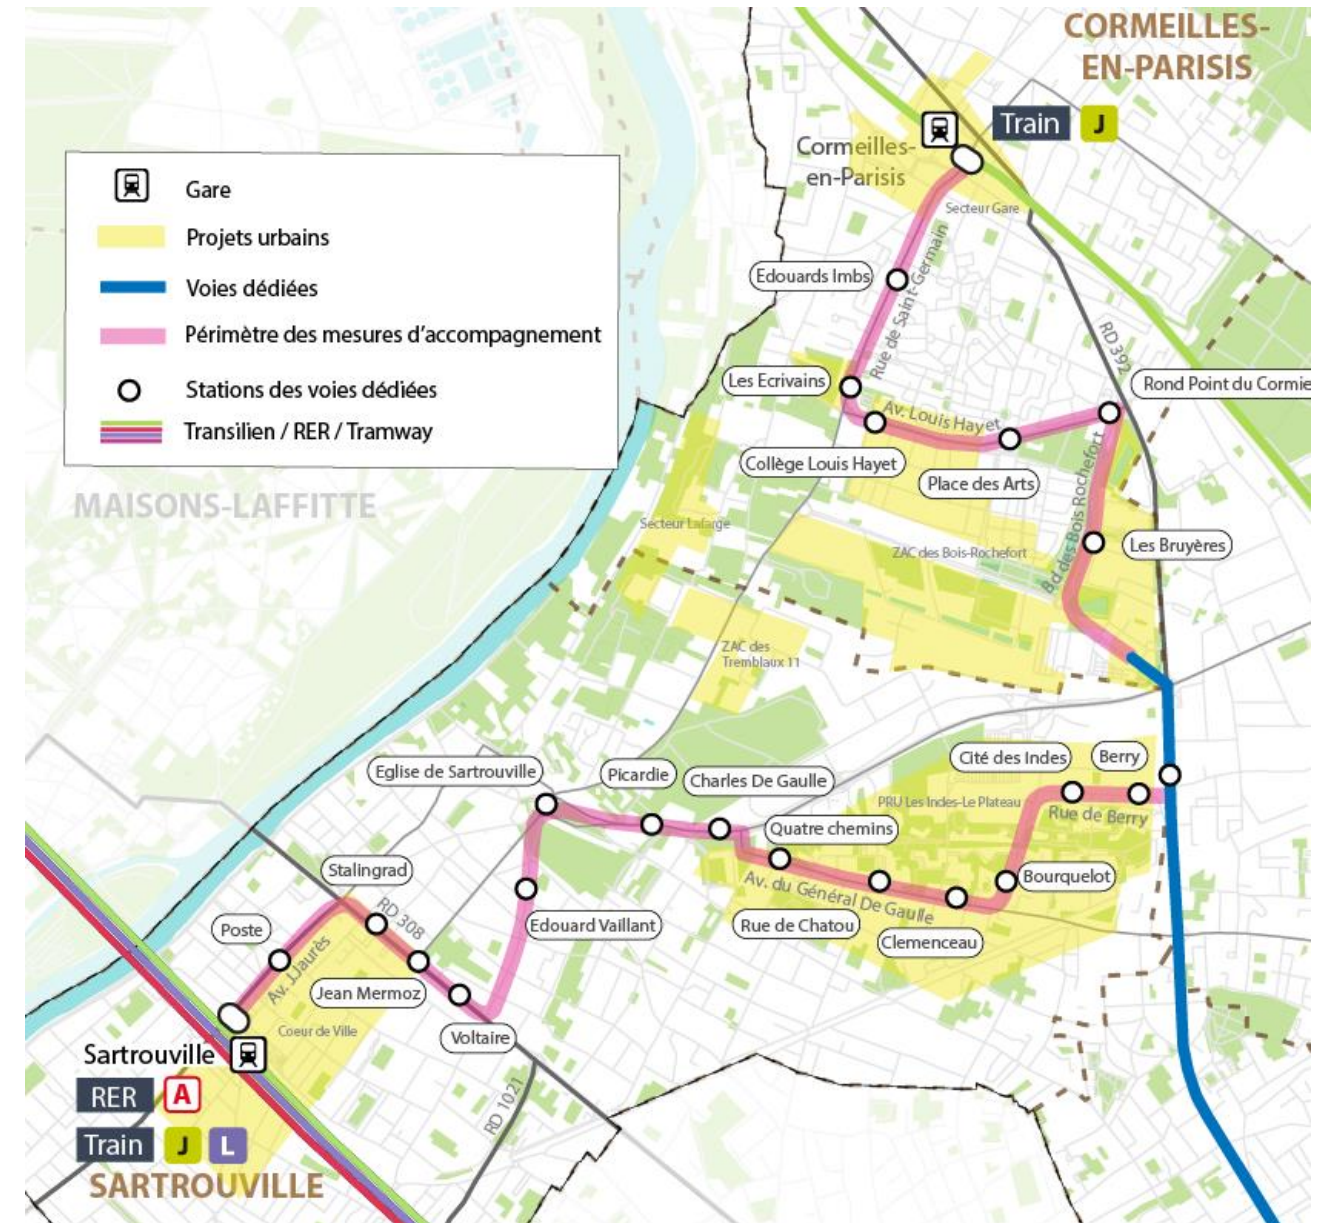 CORMEILLES-
EN-PARISIS
Train J
Cormeilles-
en-Parisis
Secteur Gare
Gare
Projets urbains
Voies dédiées
Périmètre des mesures d'accompagnement
Stations des voies dédiées
Transilien / RER / Tramway
Edouards Imbs
Rue de Saint-Germain
RD 392
Les Ecrivains
Rond Point du Cormie
Av. Louis Hayet
Collège Louis Hayet
Place des Arts
Bd des Bois Rochefort
MAISONS-LAFFITTE
Secteur Lafarge
ZAC des Bois-Rochefort
Les Bruyères
ZAC des
Tremblaux 11
Eglise de Sartrouville
Picardie
Charles De Gaulle
Cité des Indes
Berry
PRU Les Indes-Le Plateau
Rue de Berry
Quatre chemins
Stalingrad
RD 308
Av. du Général De Gaulle
Bourquelot
Poste
Av. J.Jaurès
Edouard Vaillant
Rue de Chatou
Clemenceau
Jean Mermoz
Coeur de Ville
Voltaire
Sartrouville
RER A
Train J L
RD 1021
SARTROUVILLE